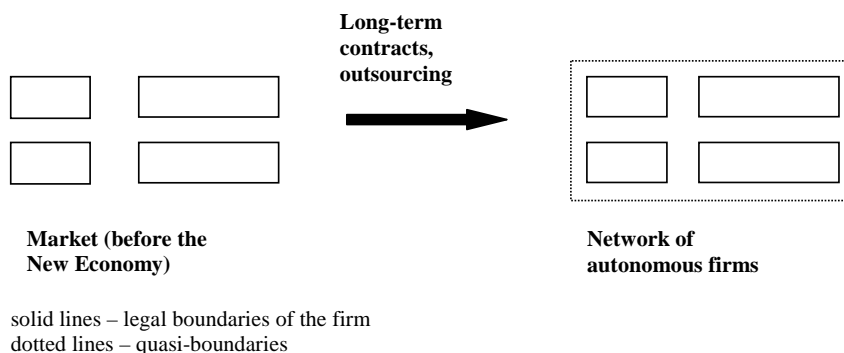 Long-term
contracts,
outsourcing
Market (before the
New Economy)
Network of
autonomous firms
solid lines – legal boundaries of the firm
dotted lines – quasi-boundaries